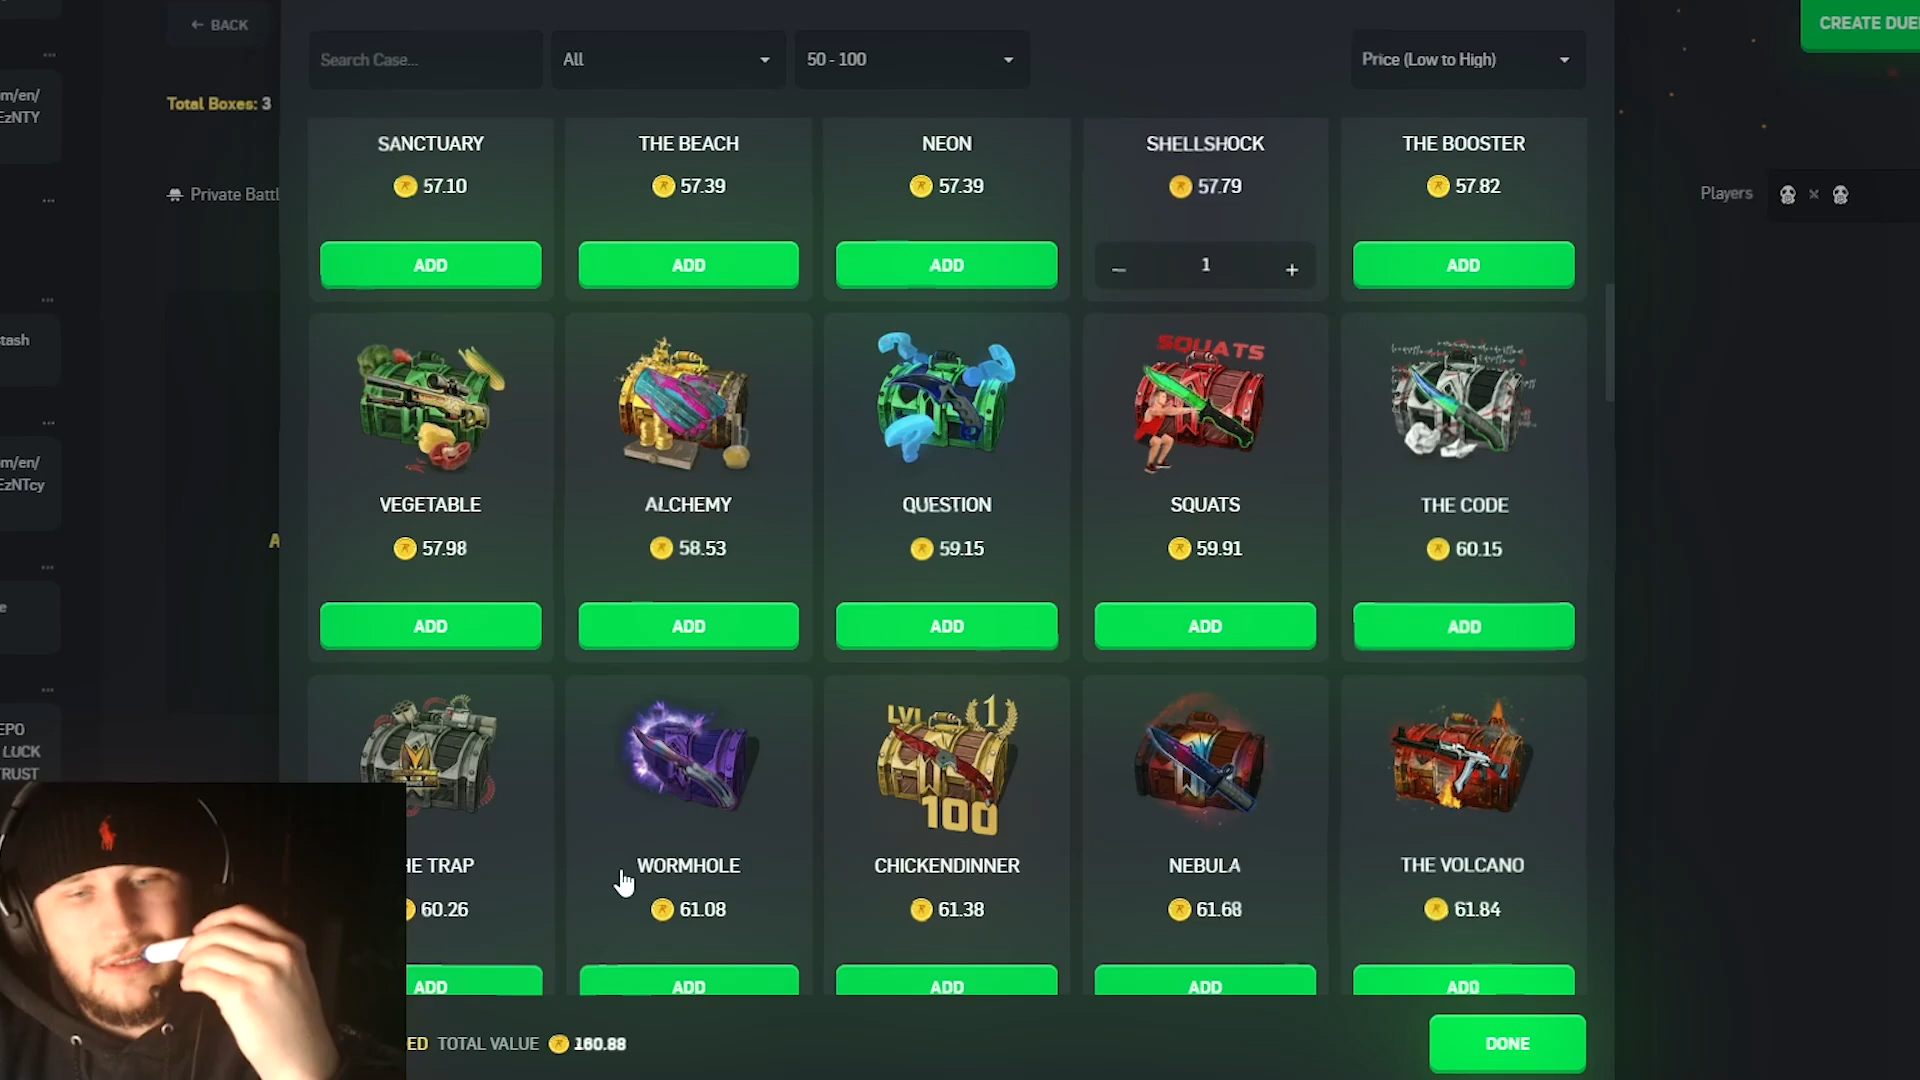 BACK
CREATE DUE
Search Case...
All
50 - 100
Price (Low to High)
m/en/
EzNTY
Total Boxes: 3
SANCTUARY
THE BEACH
NEON
SHELLSHOCK
THE BOOSTER
57.10
57.39
57.39
57.79
57.82
Private Battl
Players
ADD
ADD
ADD
1
ADD
tash
SQUATS
m/en/
EzNTcy
VEGETABLE
ALCHEMY
QUESTION
SQUATS
THE CODE
57.98
58.53
59.15
59.91
60.15
A
e
ADD
ADD
ADD
ADD
ADD
EPO
LUCK
TRUST
LVL
1
100
HE TRAP
WORMHOLE
CHICKENDINNER
NEBULA
THE VOLCANO
60.26
61.08
61.38
61.68
61.84
ADD
ADD
ADD
ADD
ADD
ED TOTAL VALUE 160.88
DONE